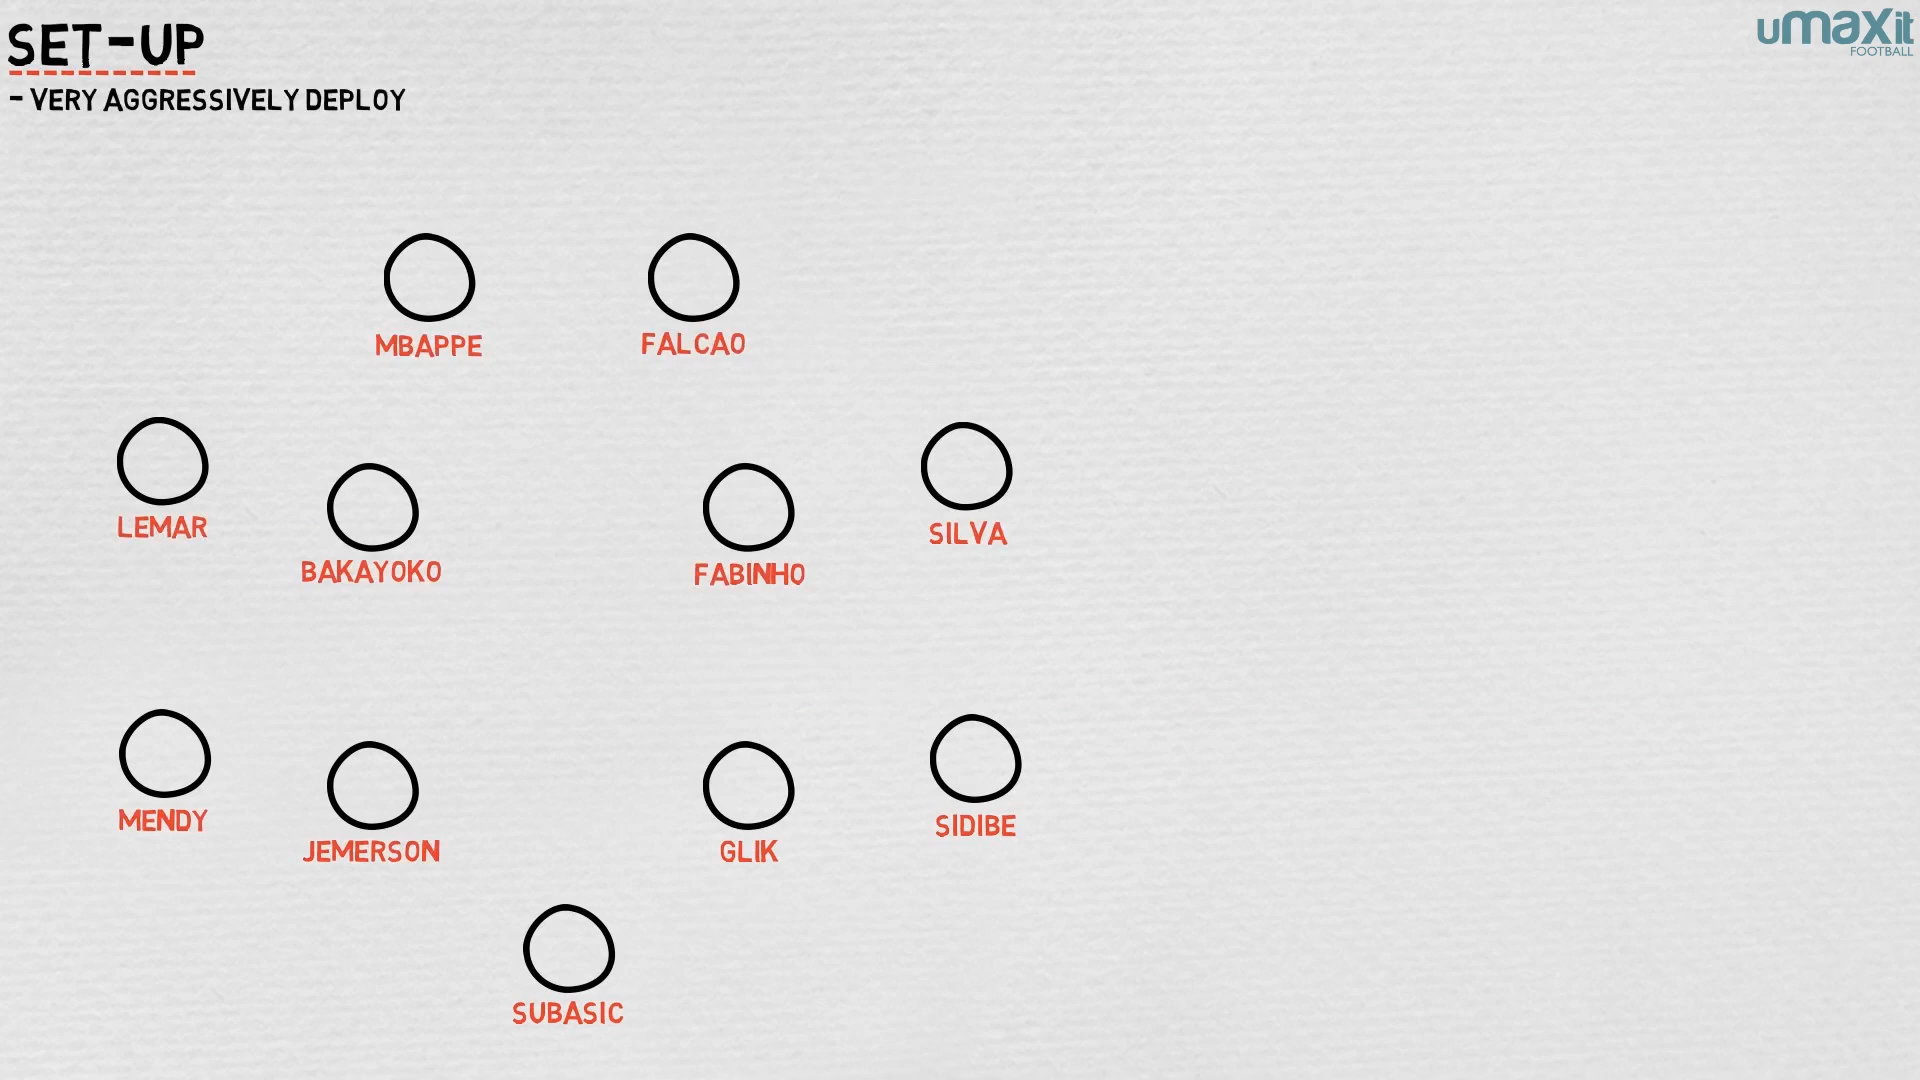 SET-UP
- VERY AGGRESSIVELY DEPLOY
umaxit
FOOTBALL
MBAPPE
FALCAO
LEMAR
SILVA
BAKAYOKO
FABINHO
MENDY
SIDIBE
JEMERSON
GLIK
SUBASIC